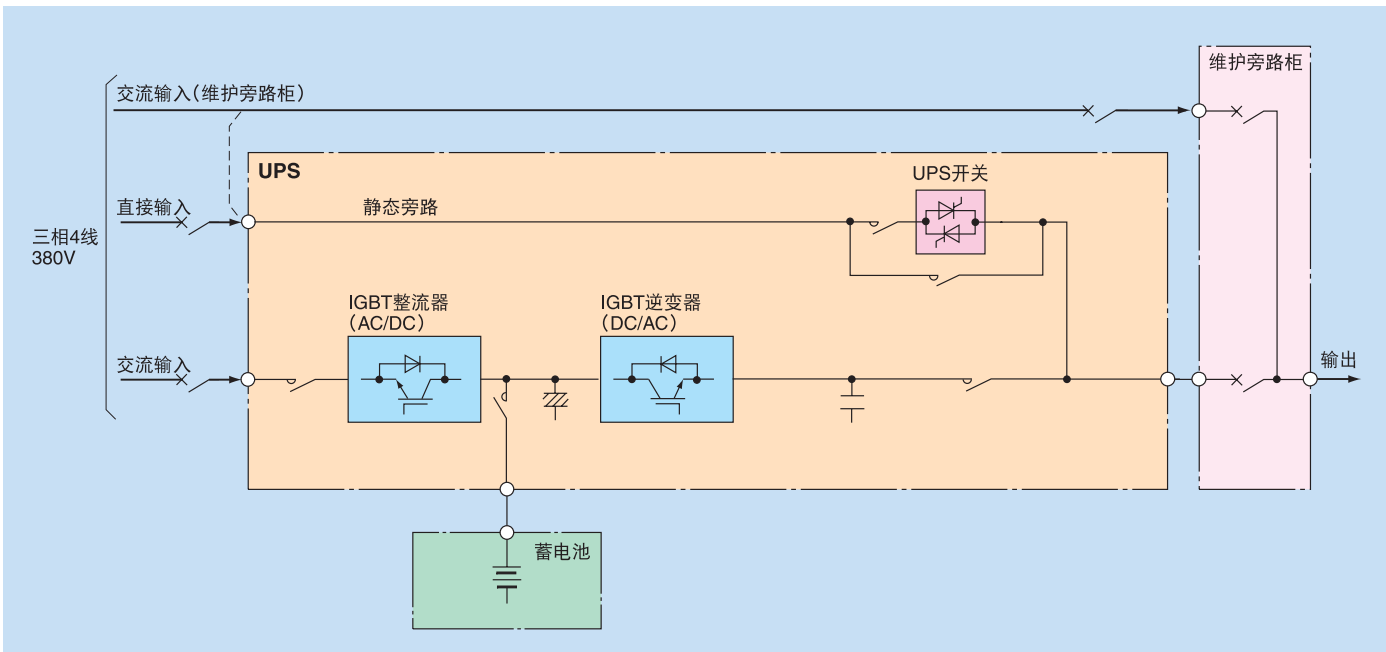 维护旁路柜
交流输入(维护旁路柜)
UPS
UPS开关
直接输入
静态旁路
三相4线
380V
IGBT整流器
(AC/DC)
IGBT逆变器
(DC/AC)
交流输入
输出
蓄电池